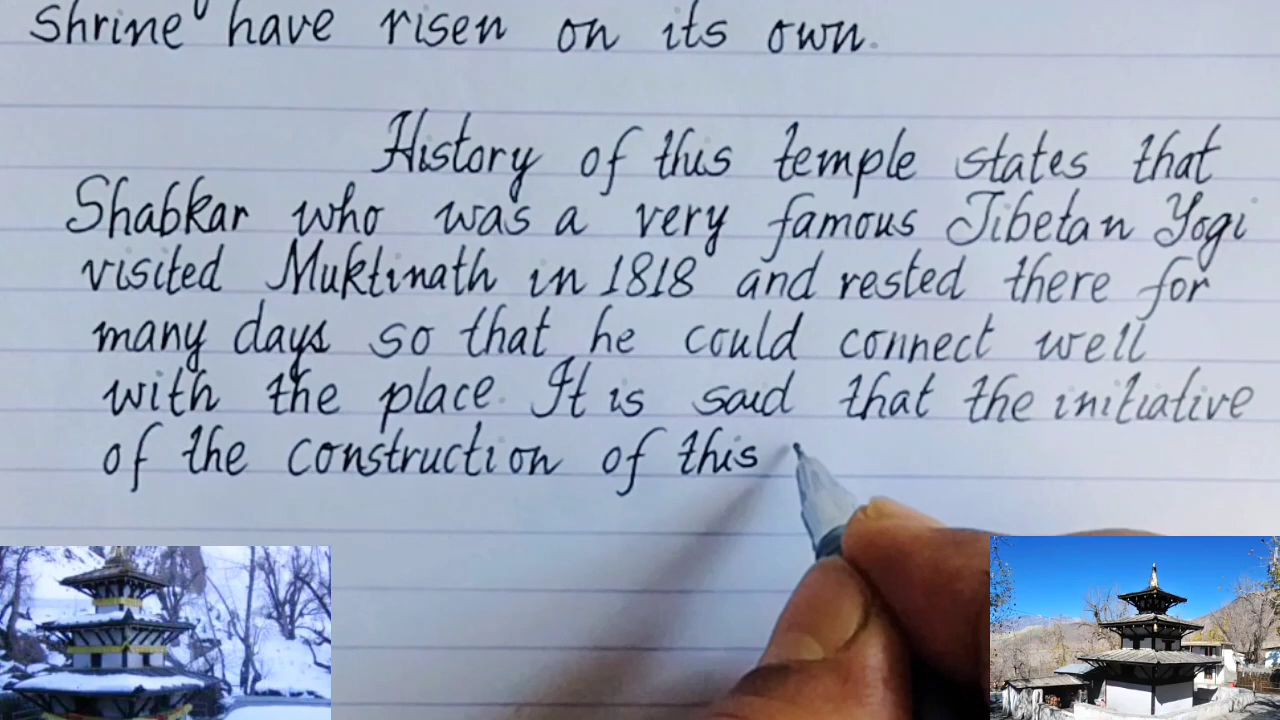 shrine have risen on its own.
History of this temple states that
Shabkar who was a very famous Tibetan Yogi
visited Muktinath in 1818 and rested there for
many days so that he could connect well
with the place. It is said that the initiative
of the construction of this